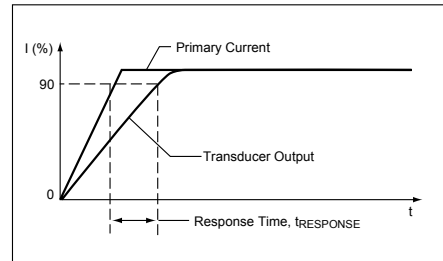 I (%)
Primary Current
90
Transducer Output
0
t
Response Time, tRESPONSE